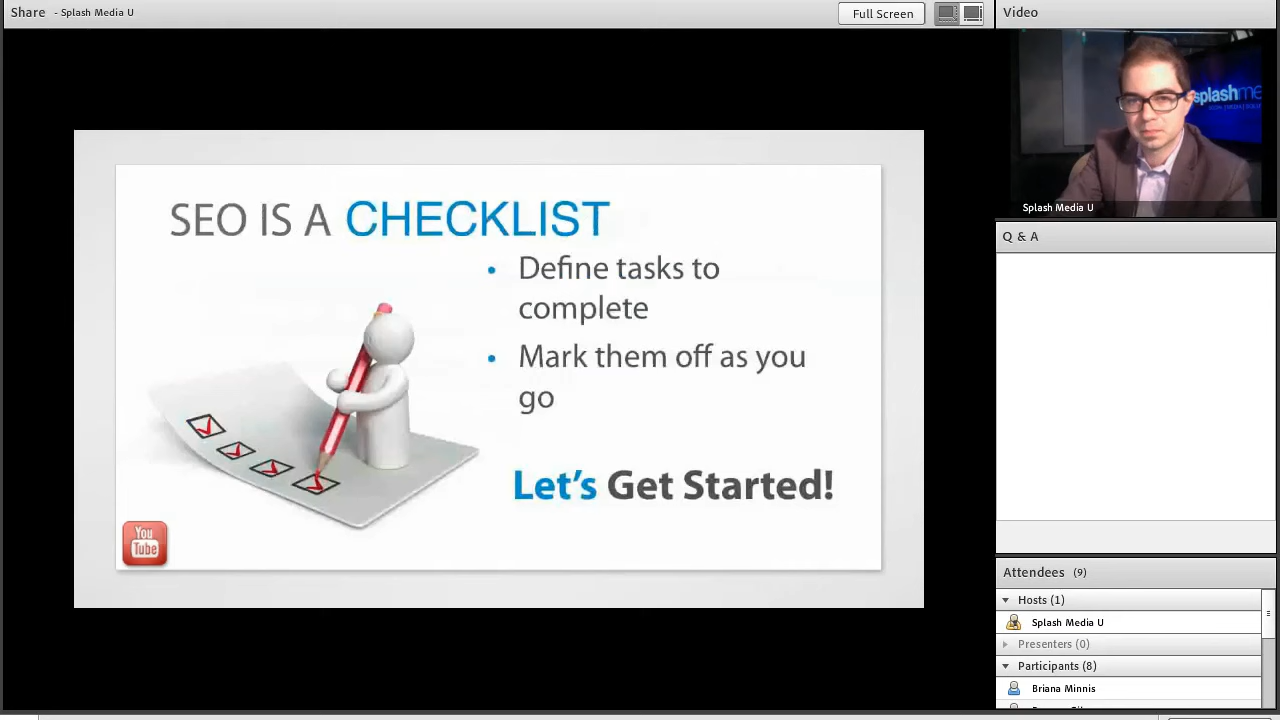 Share - Splash Media U
Full Screen
Video
SEO IS A CHECKLIST
• Define tasks to
complete
• Mark them off as you
go
Let's Get Started!
You
Tube
splashme
Splash Media U
Q & A
Attendees (9)
Hosts (1)
Splash Media U
Presenters (0)
Participants (8)
Briana Minnis